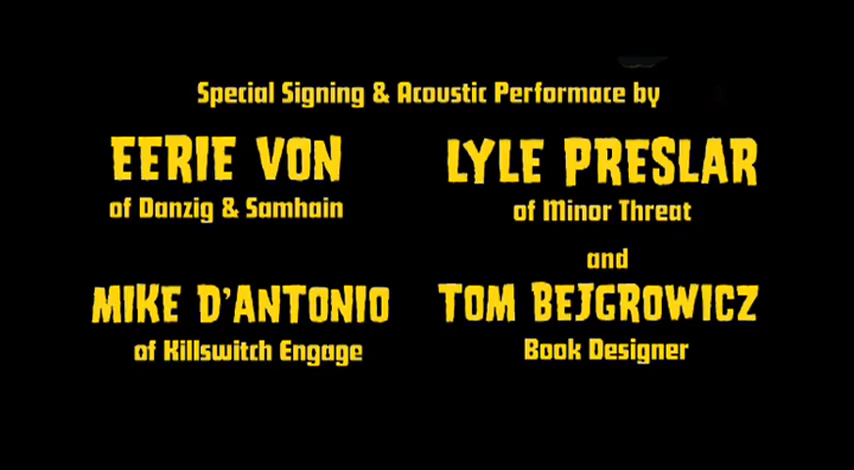 Special Signing & Acoustic Performace by
EERIE VON
of Danzig & Samhain
LYLE PRESLAR
of Minor Threat
MIKE D'ANTONIO
of Killswitch Engage
and
TOM BEJGROWICZ
Book Designer